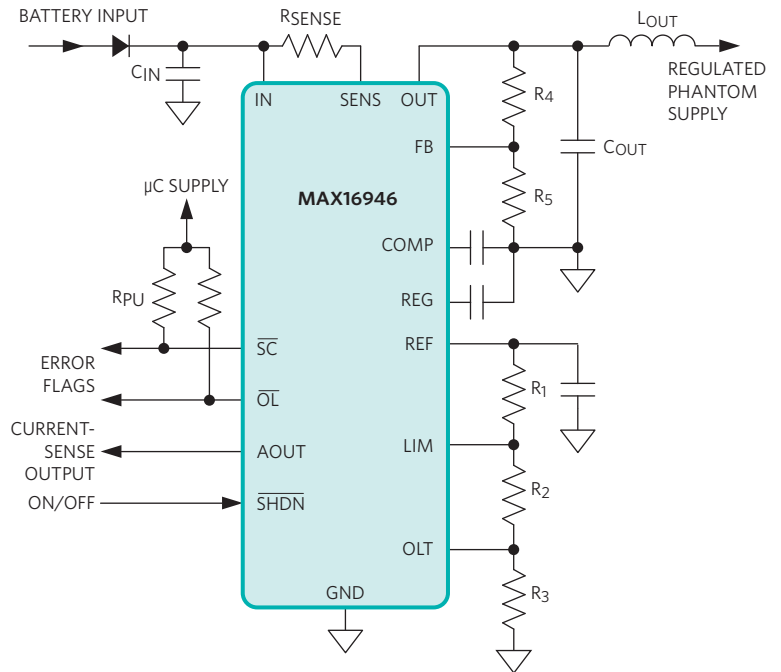 BATTERY INPUT
RSENSE
LOUT
CIN
REGULATED
PHANTOM
SUPPLY
IN
SENS
OUT
R4
FB
COUT
µC SUPPLY
MAX16946
R5
COMP
RPU
REG
SC
REF
ERROR
FLAGS
OL
R1
CURRENT-
SENSE
OUTPUT
AOUT
LIM
ON/OFF
SHDN
R2
OLT
GND
R3